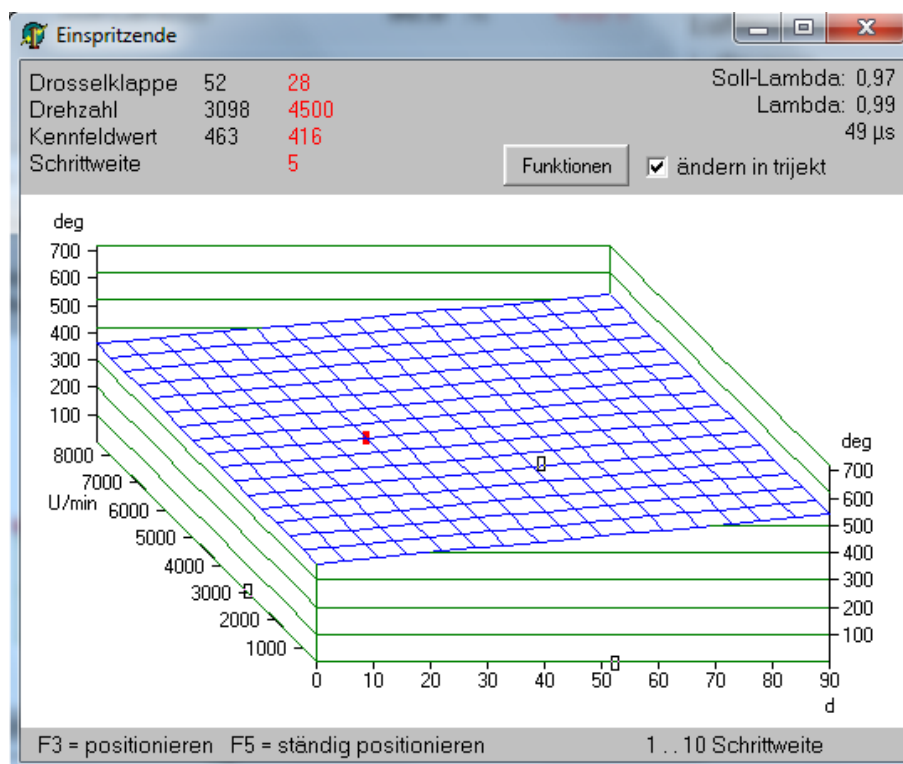 Einspritzende
Drosselklappe 52 28
Drehzahl 3098 4500
Kennfeldwert 463 416
Schrittweite 5
Soll-Lambda: 0,97
Lambda: 0,99
49 µs
Funktionen
ändern in trijekt
deg
700
600
500
400
300
200
100
8000
7000
U/min
6000
5000
4000
3000
2000
1000
0 10 20 30 40 50 60 70 80 90
d
deg
700
600
500
400
300
200
100
F3 = positionieren F5 = ständig positionieren 1 . . 10 Schrittweite